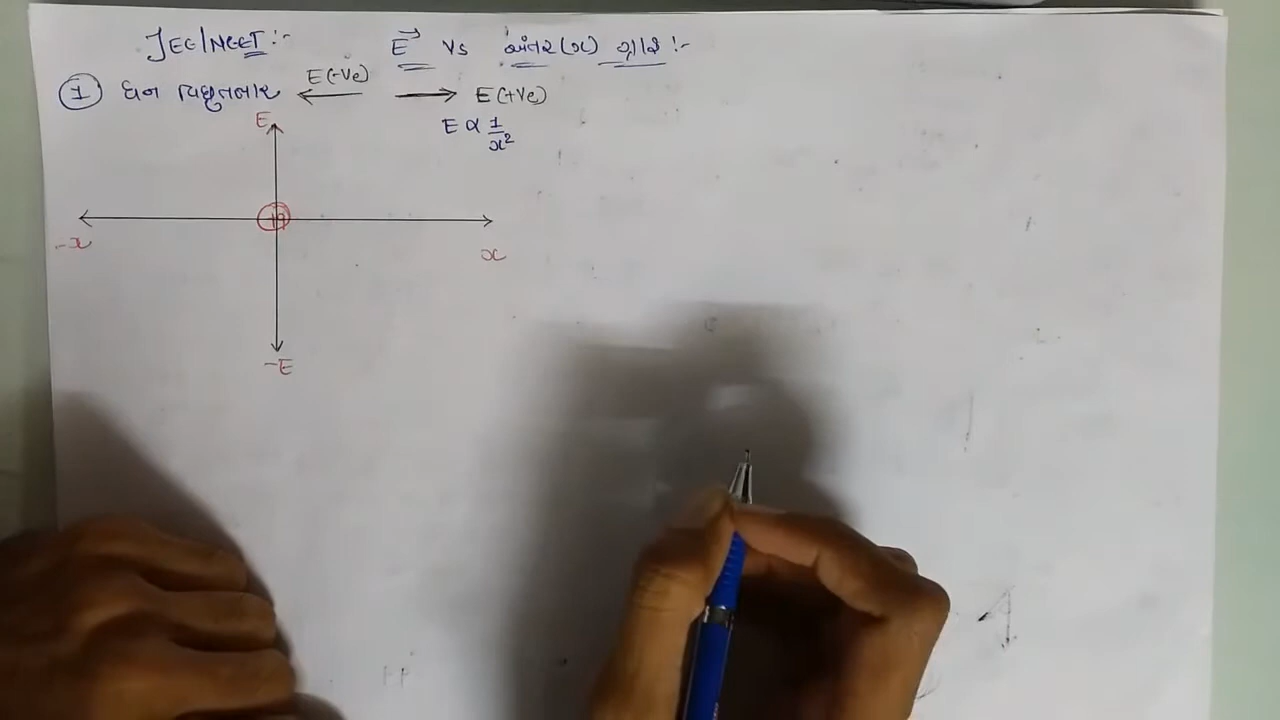 JEE/NEET :-
E⃗ vs અંતર (x) ગ્રાફ :-
① ધન વિદ્યુતભાર ← E(-ve) → E(+ve)
E ∝ 1/x²
E
+q
-x
x
-E